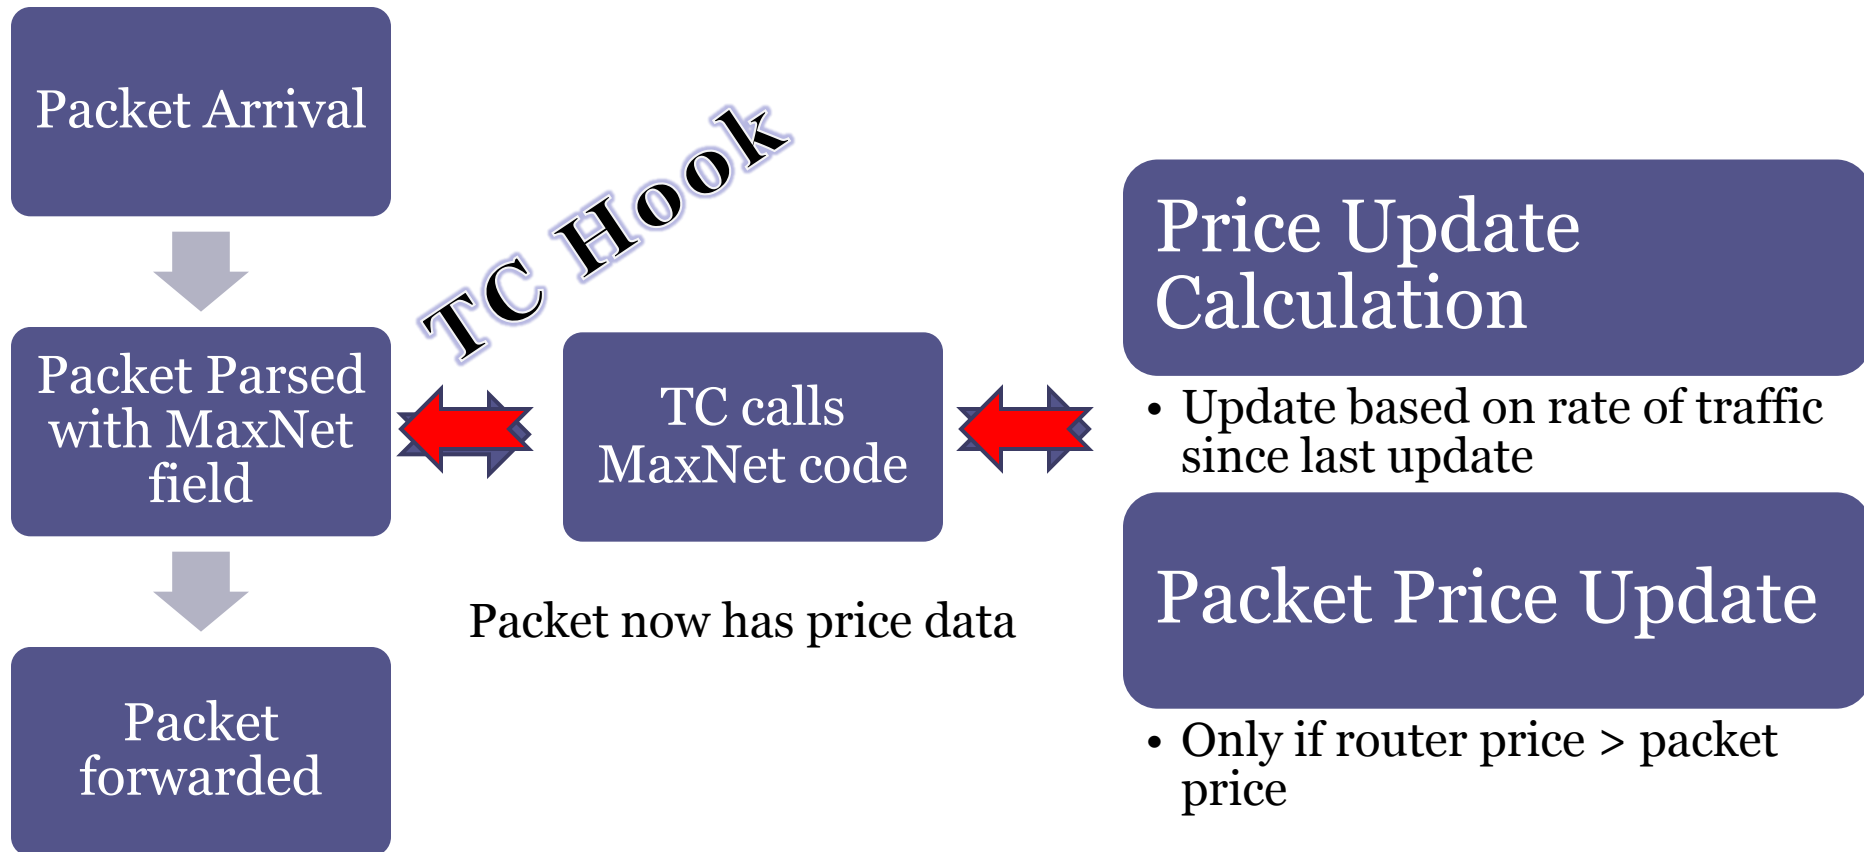 Packet Arrival
TC Hook
Packet Parsed
with MaxNet
field
TC calls
MaxNet code
Packet now has price data
Packet
forwarded
Price Update
Calculation
• Update based on rate of traffic
since last update
Packet Price Update
• Only if router price > packet
price